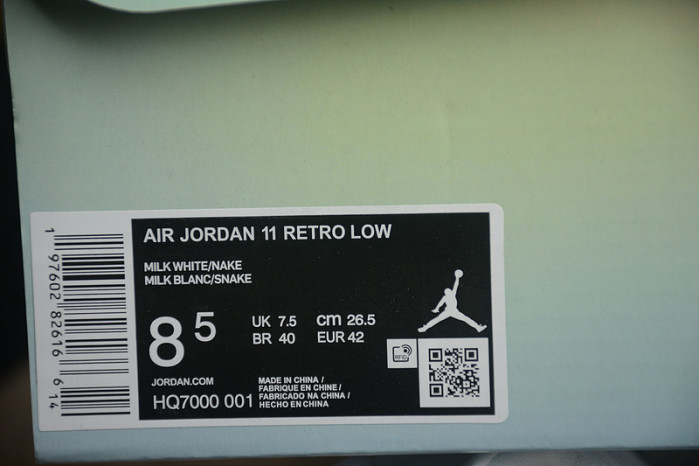 AIR JORDAN 11 RETRO LOW
MILK WHITE/NAKE
MILK BLANC/SNAKE
8 5
UK 7.5 cm 26.5
BR 40 EUR 42
RFID
JORDAN.COM
HQ7000 001
MADE IN CHINA /
FABRIQUE EN CHINE /
FABRICADO NA CHINA /
HECHO EN CHINA
1 97602 82616 6 14